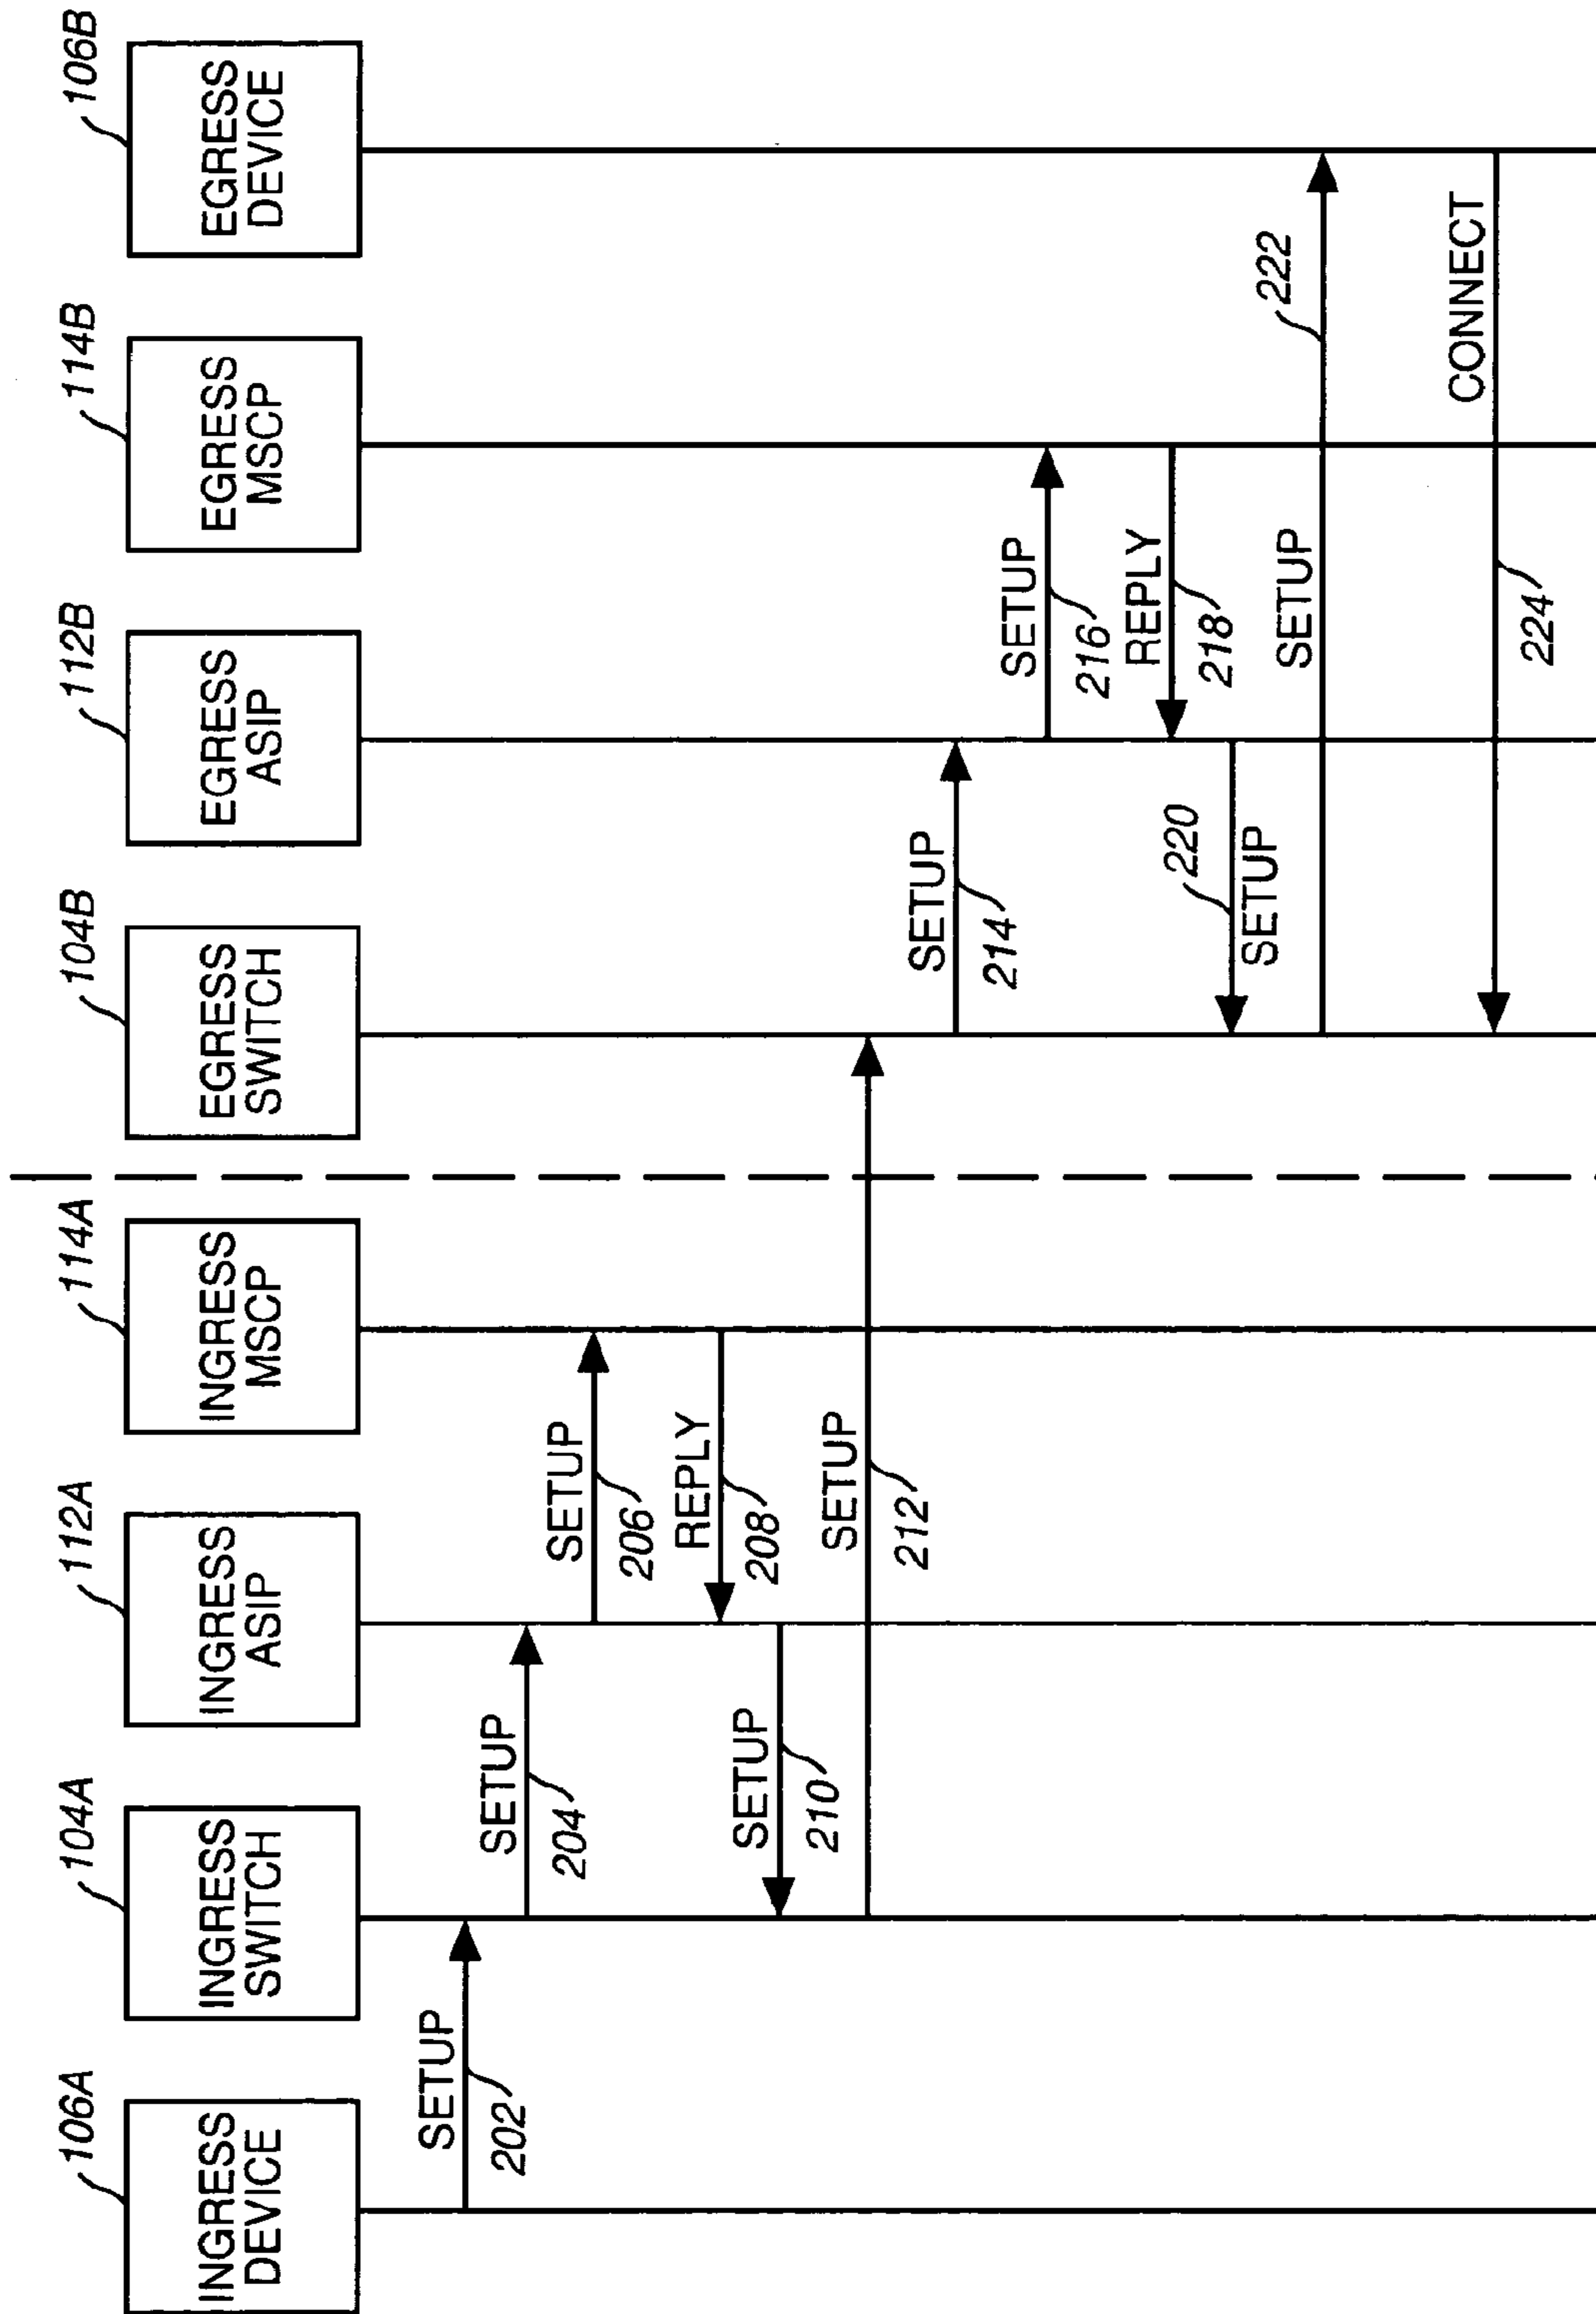 106A
INGRESS
DEVICE
104A
INGRESS
SWITCH
112A
INGRESS
ASIP
114A
INGRESS
MSCP
104B
EGRESS
SWITCH
112B
EGRESS
ASIP
114B
EGRESS
MSCP
106B
EGRESS
DEVICE
SETUP
202
SETUP
204
SETUP
206
REPLY
208
SETUP
210
SETUP
212
SETUP
214
SETUP
216
REPLY
218
220
SETUP
SETUP
222
CONNECT
224